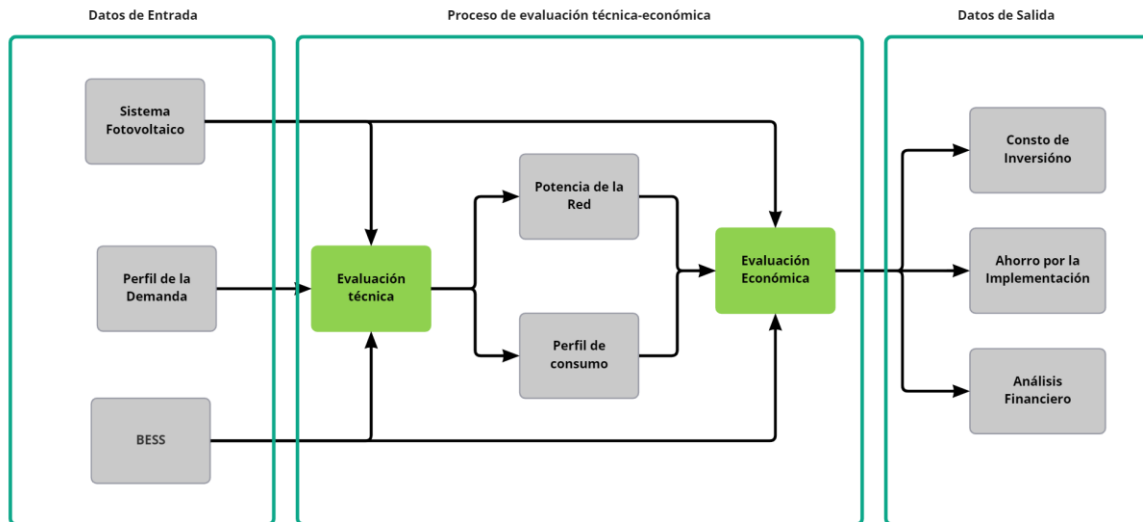 Datos de Entrada
Proceso de evaluación técnica-económica
Datos de Salida
Sistema
Fotovoltaico
Perfil de la
Demanda
BESS
Evaluación
técnica
Potencia de la
Red
Perfil de
consumo
Evaluación
Económica
Consto de
Inversióno
Ahorro por la
Implementación
Análisis
Financiero